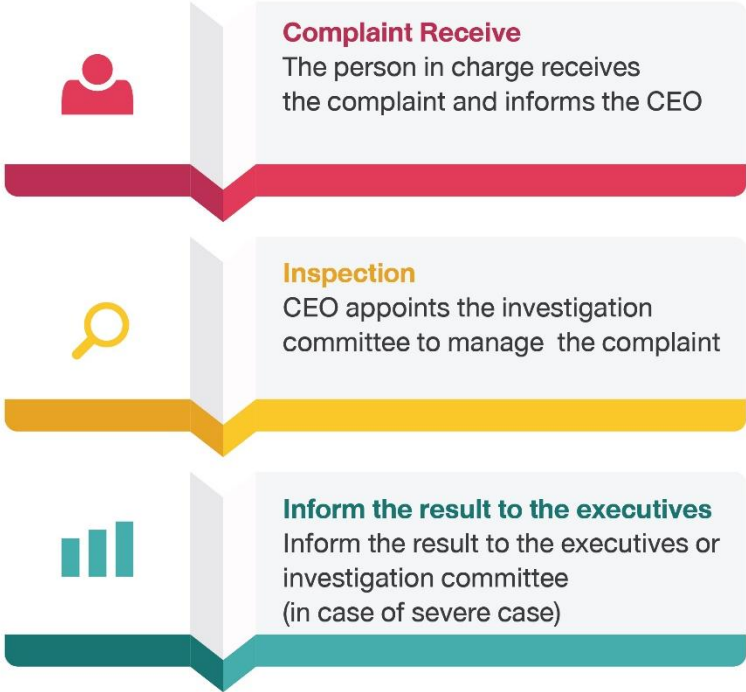 Complaint Receive
The person in charge receives
the complaint and informs the CEO
Inspection
CEO appoints the investigation
committee to manage  the complaint
Inform the result to the executives
Inform the result to the executives or
investigation committee
(in case of severe case)